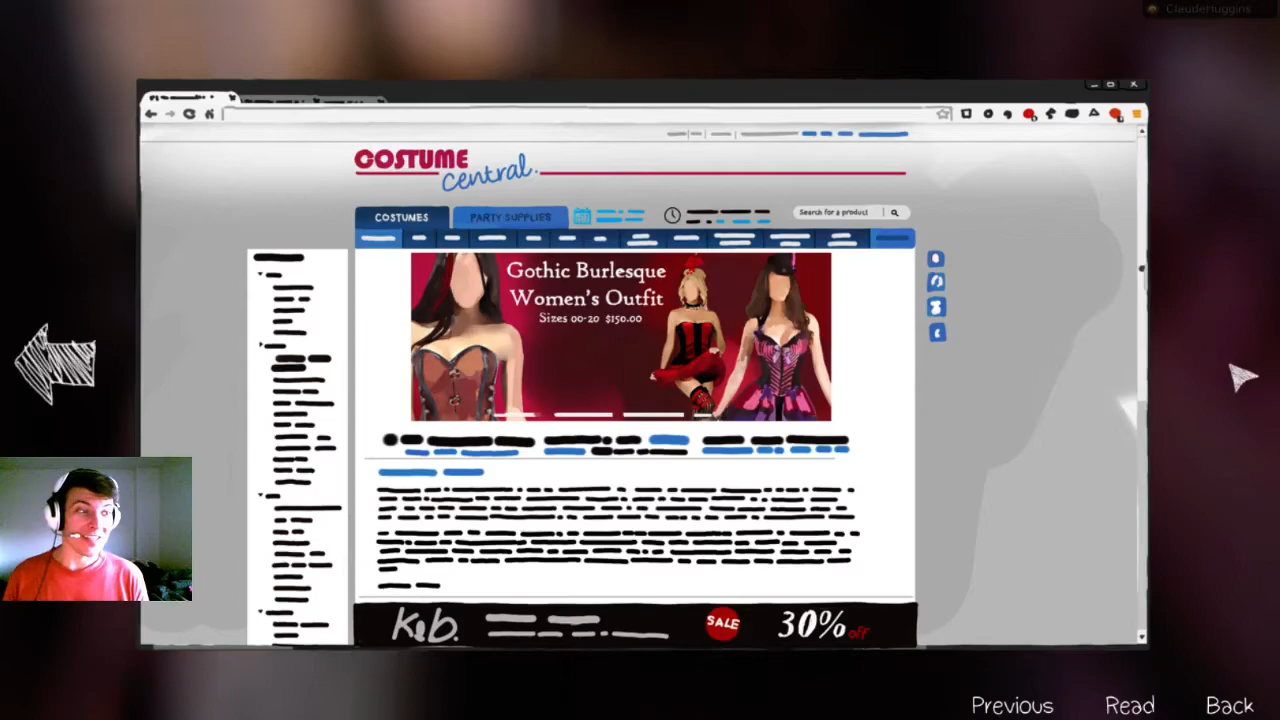 ClaudeHuggins
COSTUME
central.
COSTUMES
PARTY SUPPLIES
Search for a product
Gothic Burlesque
Women's Outfit
Sizes 00-20 $150.00
K&b.
SALE
30% off
Previous
Read
Back